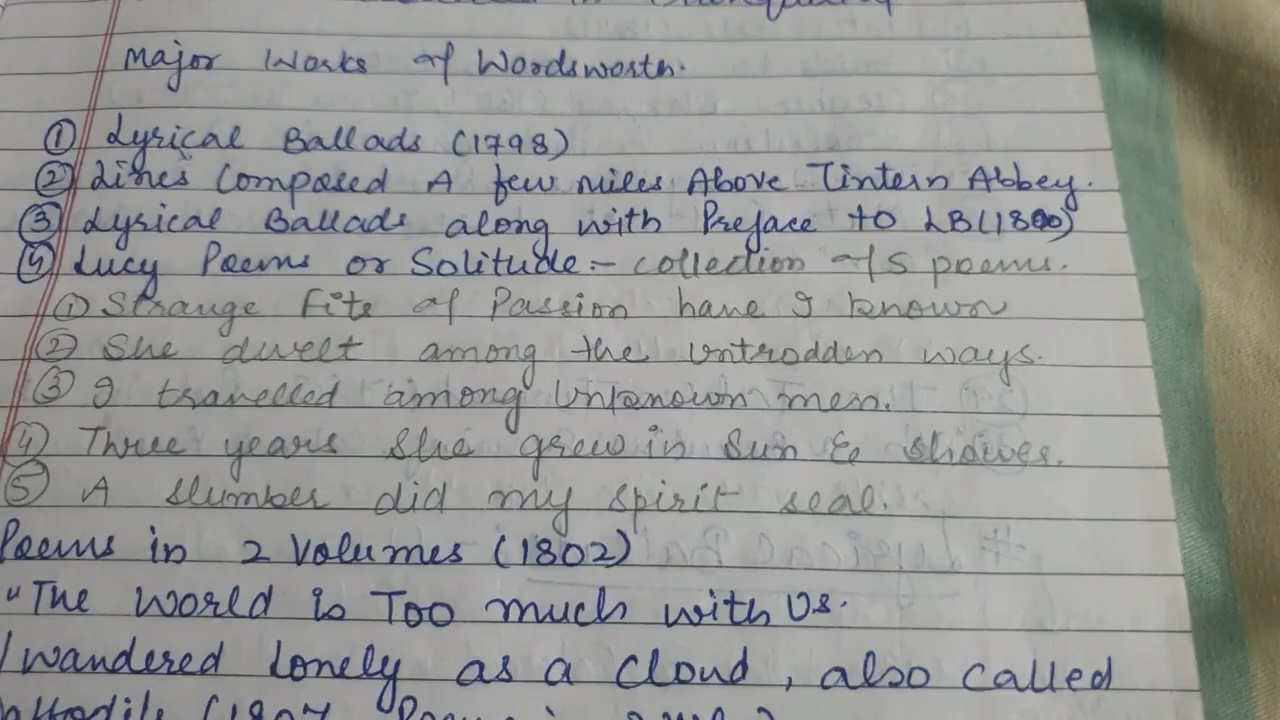 Major Works of Wordsworth.
① Lyrical Ballads (1798)
② Lines Composed A few miles Above Tintern Abbey.
③ Lyrical Ballads along with Preface to LB(1800)
④ Lucy Poems or Solitude :- collection of 5 poems.
① Strange Fits of Passion have I known
② She dwelt among the Untrodden ways.
③ I travelled among Unknown men.
④ Three years She grew in Sun &
⑤ A slumber did my spirit seal.
Poems in 2 Volumes (1802)
"The World is Too much with Us.
I wandered lonely as a Cloud, also called